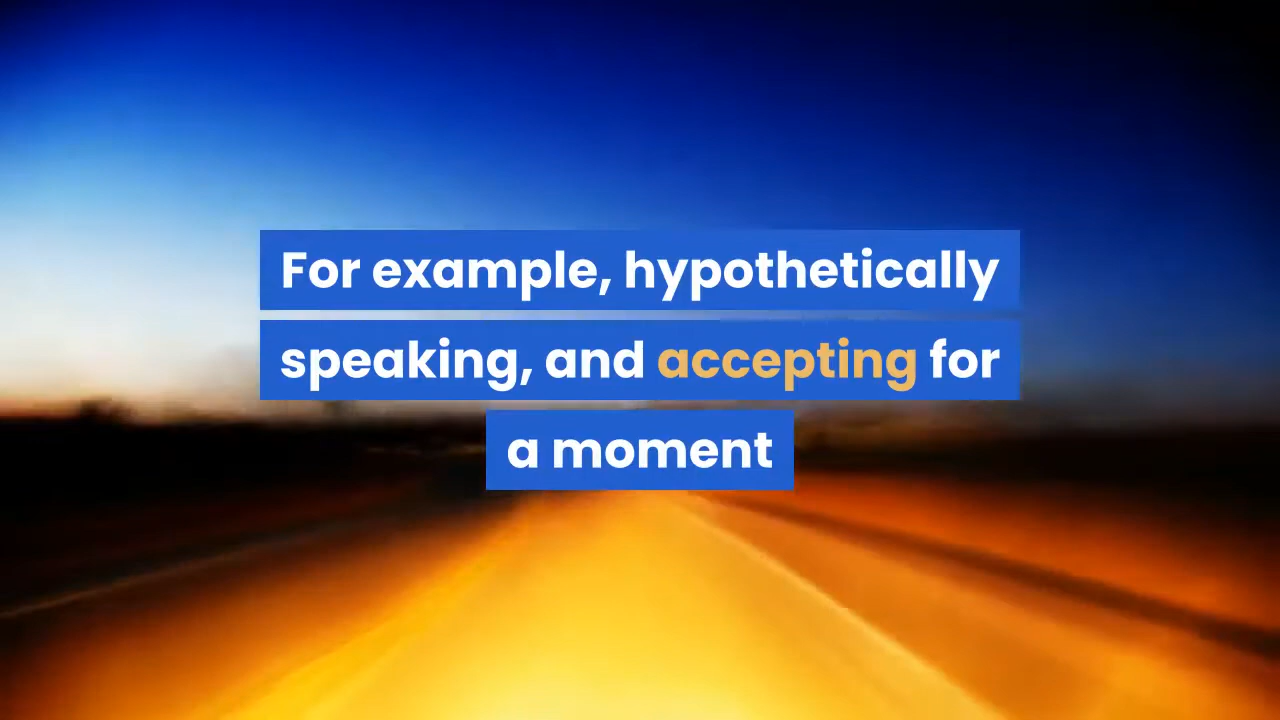 For example, hypothetically
speaking, and accepting for
a moment